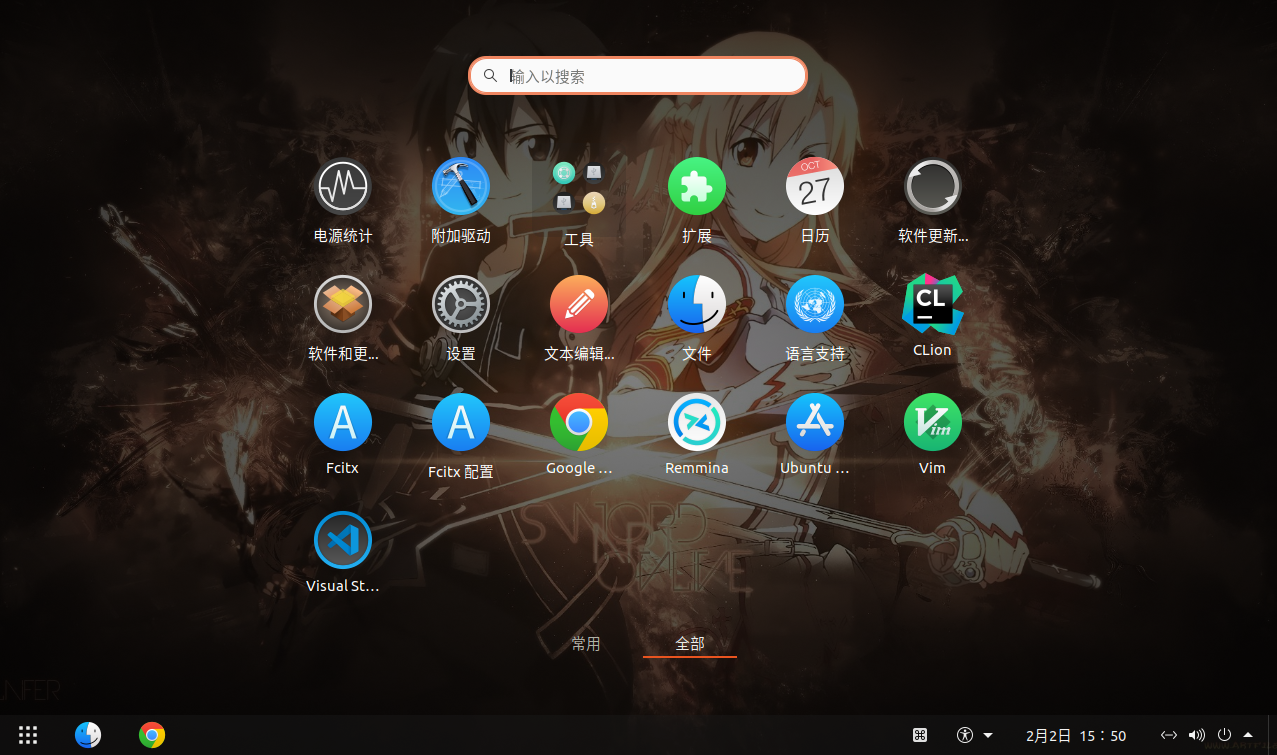 输入以搜索
OCT
27
电源统计
附加驱动
工具
扩展
日历
软件更新...
CL
软件和更...
设置
文本编辑...
文件
语言支持
CLion
A
A
Vim
Fcitx
Fcitx 配置
Google ...
Remmina
Ubuntu ...
Vim
SWORD
ONLINE
Visual St...
常用
全部
2月2日 15：50